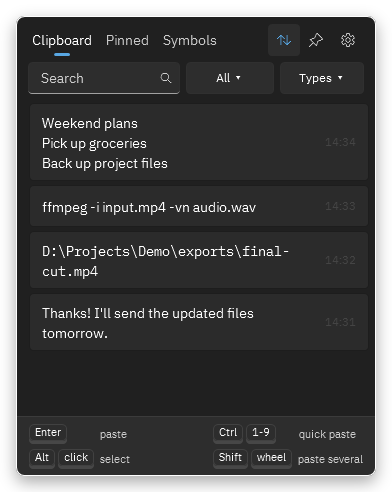 Clipboard Pinned Symbols
Search All Types
Weekend plans
Pick up groceries 14:34
Back up project files
ffmpeg -i input.mp4 -vn audio.wav 14:33
D:\Projects\Demo\exports\final-
cut.mp4 14:32
Thanks! I'll send the updated files
tomorrow. 14:31
Enter paste Ctrl 1-9 quick paste
Alt click select Shift wheel paste several